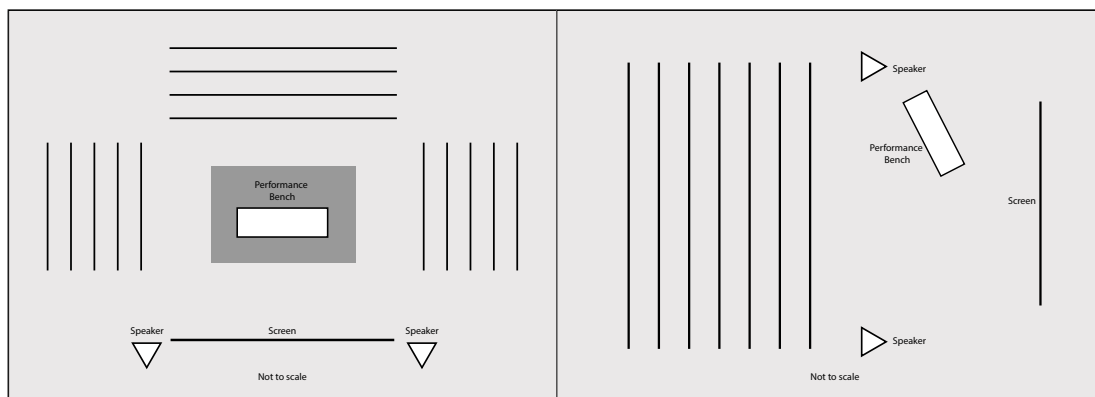 Performance
Bench
Speaker
Screen
Speaker
Not to scale
Speaker
Performance
Bench
Screen
Speaker
Not to scale